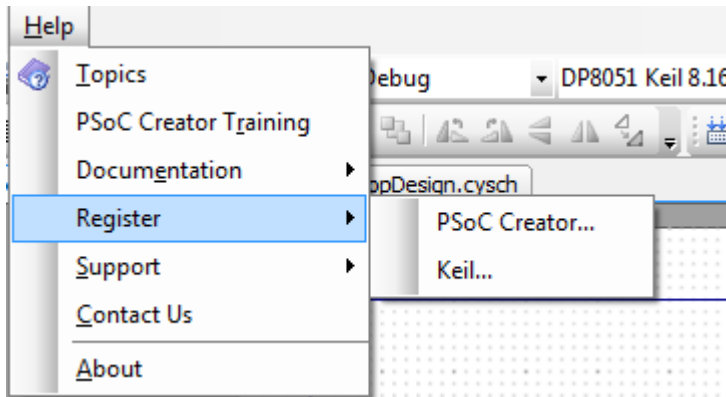 Help
Topics
Debug
DP8051 Keil 8.16
PSoC Creator Training
Documentation
opDesign.cysch
Register
PSoC Creator...
Keil...
Support
Contact Us
About